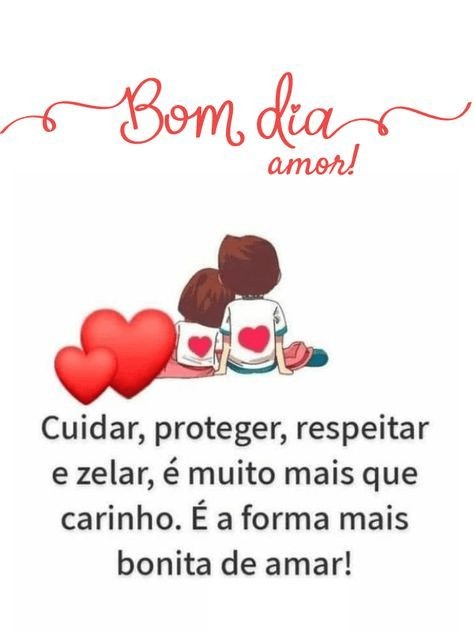 Bom dia
amor!
Cuidar, proteger, respeitar
e zelar, é muito mais que
carinho. É a forma mais
bonita de amar!